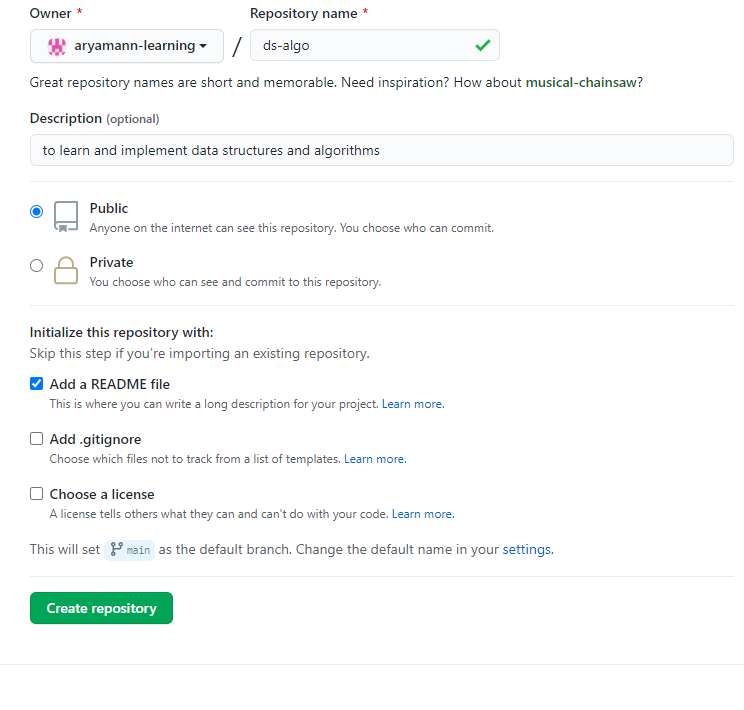 Owner * Repository name *
aryamann-learning / ds-algo
Great repository names are short and memorable. Need inspiration? How about musical-chainsaw?
Description (optional)
to learn and implement data structures and algorithms
Public
Anyone on the internet can see this repository. You choose who can commit.
Private
You choose who can see and commit to this repository.
Initialize this repository with:
Skip this step if you're importing an existing repository.
Add a README file
This is where you can write a long description for your project. Learn more.
Add .gitignore
Choose which files not to track from a list of templates. Learn more.
Choose a license
A license tells others what they can and can't do with your code. Learn more.
This will set main as the default branch. Change the default name in your settings.
Create repository